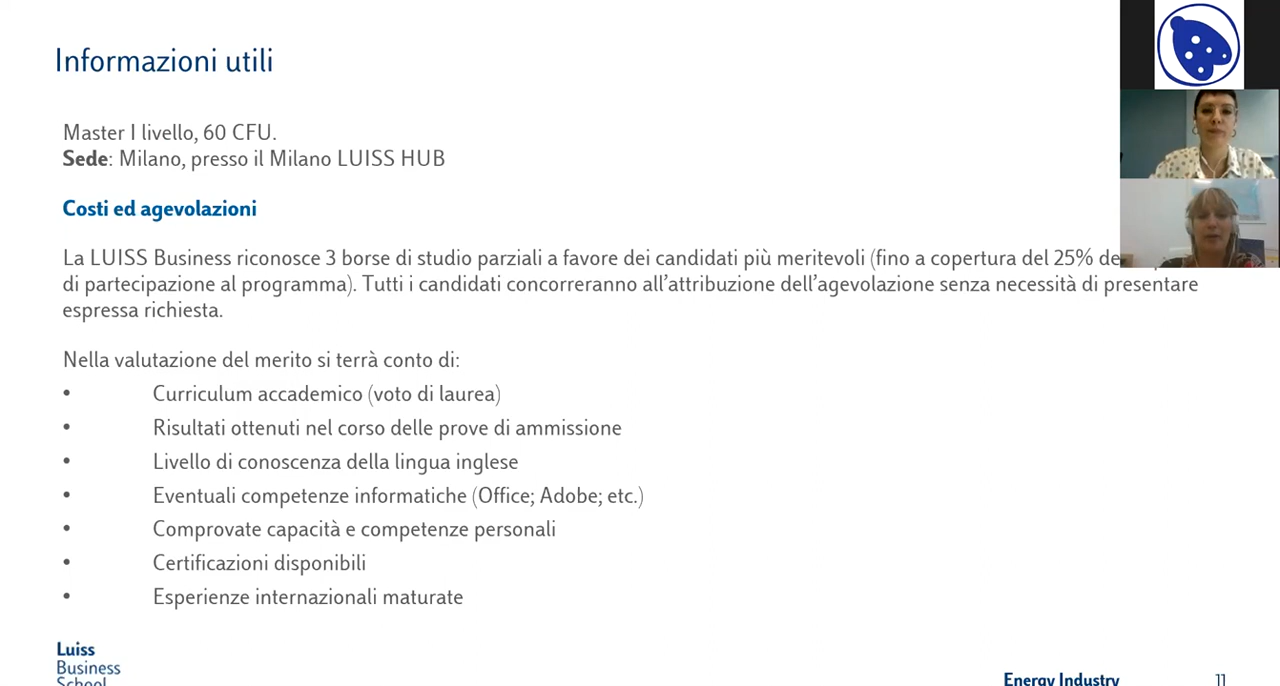 Informazioni utili
Master I livello, 60 CFU.
Sede: Milano, presso il Milano LUISS HUB
Costi ed agevolazioni
La LUISS Business riconosce 3 borse di studio parziali a favore dei candidati più meritevoli (fino a copertura del 25%
di partecipazione al programma). Tutti i candidati concorreranno all’attribuzione dell’agevolazione senza necessità di presentare
espressa richiesta.
Nella valutazione del merito si terrà conto di:
• Curriculum accademico (voto di laurea)
• Risultati ottenuti nel corso delle prove di ammissione
• Livello di conoscenza della lingua inglese
• Eventuali competenze informatiche (Office; Adobe; etc.)
• Comprovate capacità e competenze personali
• Certificazioni disponibili
• Esperienze internazionali maturate
Luiss
Business
School
Energy Industry
11